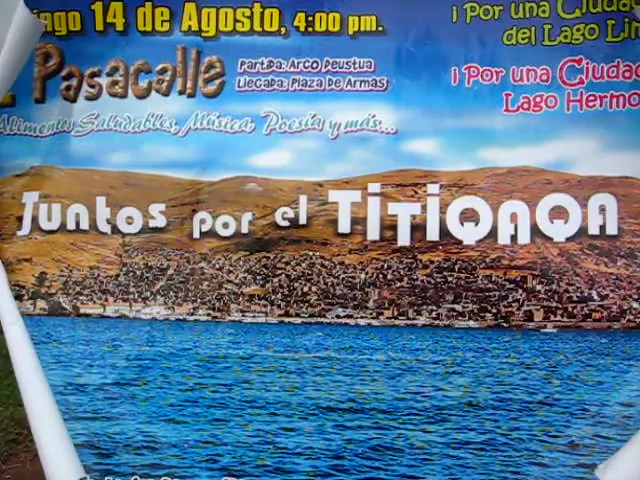 ingo 14 de Agosto, 4:00 pm.
Pasacalle
Partida: Arco Deustua
Llegada: Plaza De Armas
Alimentos Saludables, Música, Poesía y más...
¡ Por una Ciuda
del Lago Lim
¡ Por una Ciudad
Lago Hermo
Juntos por el TiTiQAQA